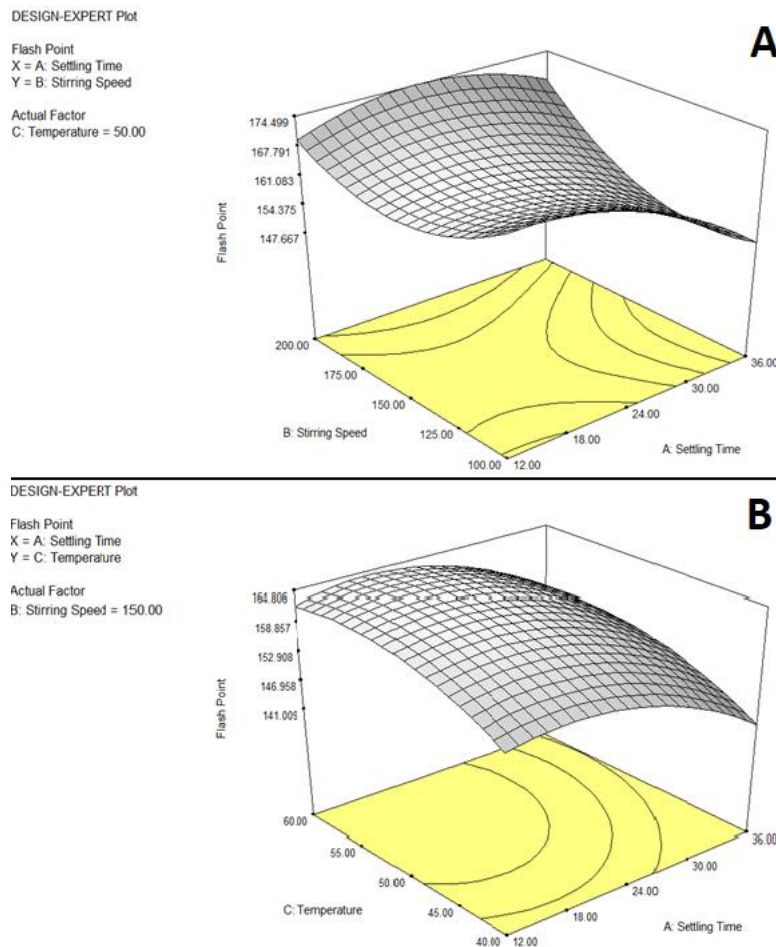 DESIGN-EXPERT Plot
A
Flash Point
X = A: Settling Time
Y = B: Stirring Speed
Actual Factor
C: Temperature = 50.00
174.499
167.791
161.083
154.375
147.667
Flash Point
200.00
175.00
150.00
125.00
100.00
B: Stirring Speed
36.00
30.00
24.00
18.00
12.00
A: Settling Time
DESIGN-EXPERT Plot
B
Flash Point
X = A: Settling Time
Y = C: Temperature
Actual Factor
B: Stirring Speed = 150.00
164.806
158.857
152.908
146.958
141.009
Flash Point
60.00
55.00
50.00
45.00
40.00
C: Temperature
36.00
30.00
24.00
18.00
12.00
A: Settling Time